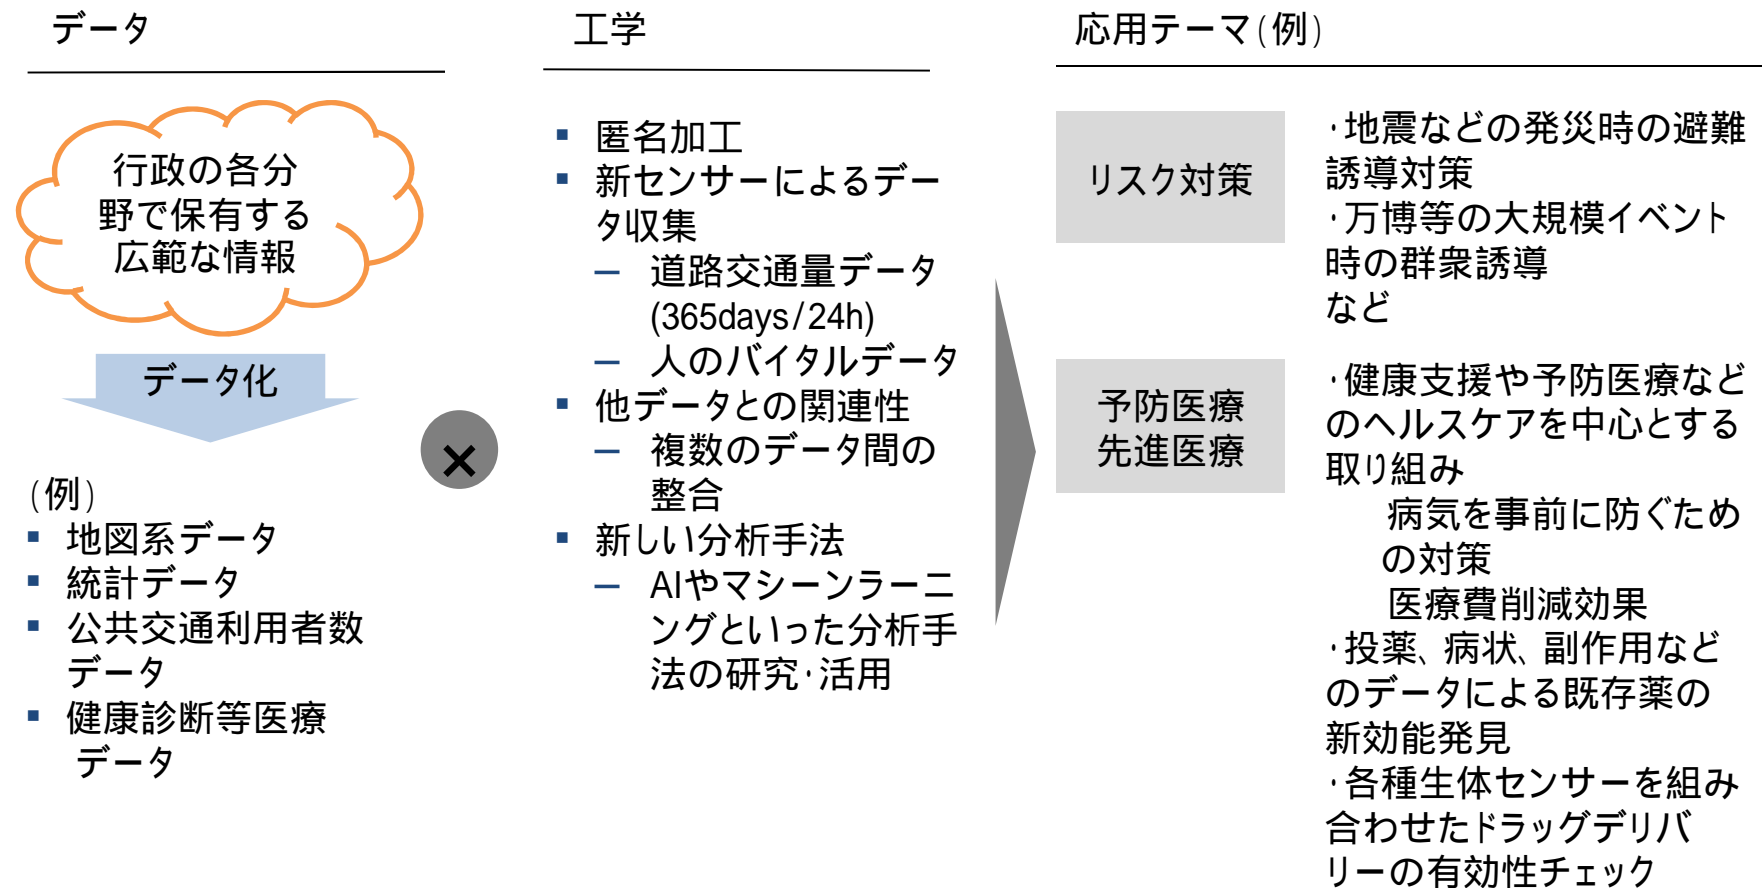 データ
行政の各分
野で保有する
広範な情報
データ化
(例)
▪ 地図系データ
▪ 統計データ
▪ 公共交通利用者数
データ
▪ 健康診断等医療
データ
×
工学
▪ 匿名加工
▪ 新センサーによるデー
タ収集
― 道路交通量データ
(365days/24h)
― 人のバイタルデータ
▪ 他データとの関連性
― 複数のデータ間の
整合
▪ 新しい分析手法
― AIやマシーンラーニ
ングといった分析手
法の研究・活用
応用テーマ(例)
リスク対策
・地震などの発災時の避難
誘導対策
・万博等の大規模イベント
時の群衆誘導
など
予防医療
先進医療
・健康支援や予防医療など
のヘルスケアを中心とする
取り組み
病気を事前に防ぐため
の対策
医療費削減効果
・投薬、病状、副作用など
のデータによる既存薬の
新効能発見
・各種生体センサーを組み
合わせたドラッグデリバ
リーの有効性チェック